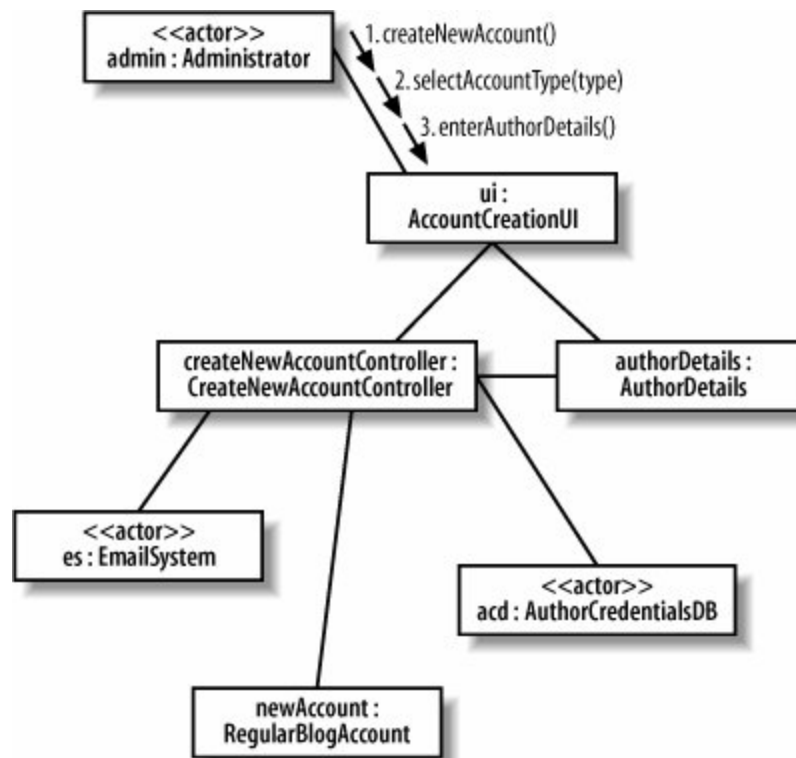 <<actor>>
admin : Administrator
1. createNewAccount()
2. selectAccountType(type)
3. enterAuthorDetails()
ui :
AccountCreationUI
createNewAccountController :
CreateNewAccountController
authorDetails :
AuthorDetails
<<actor>>
es : EmailSystem
<<actor>>
acd : AuthorCredentialsDB
newAccount :
RegularBlogAccount